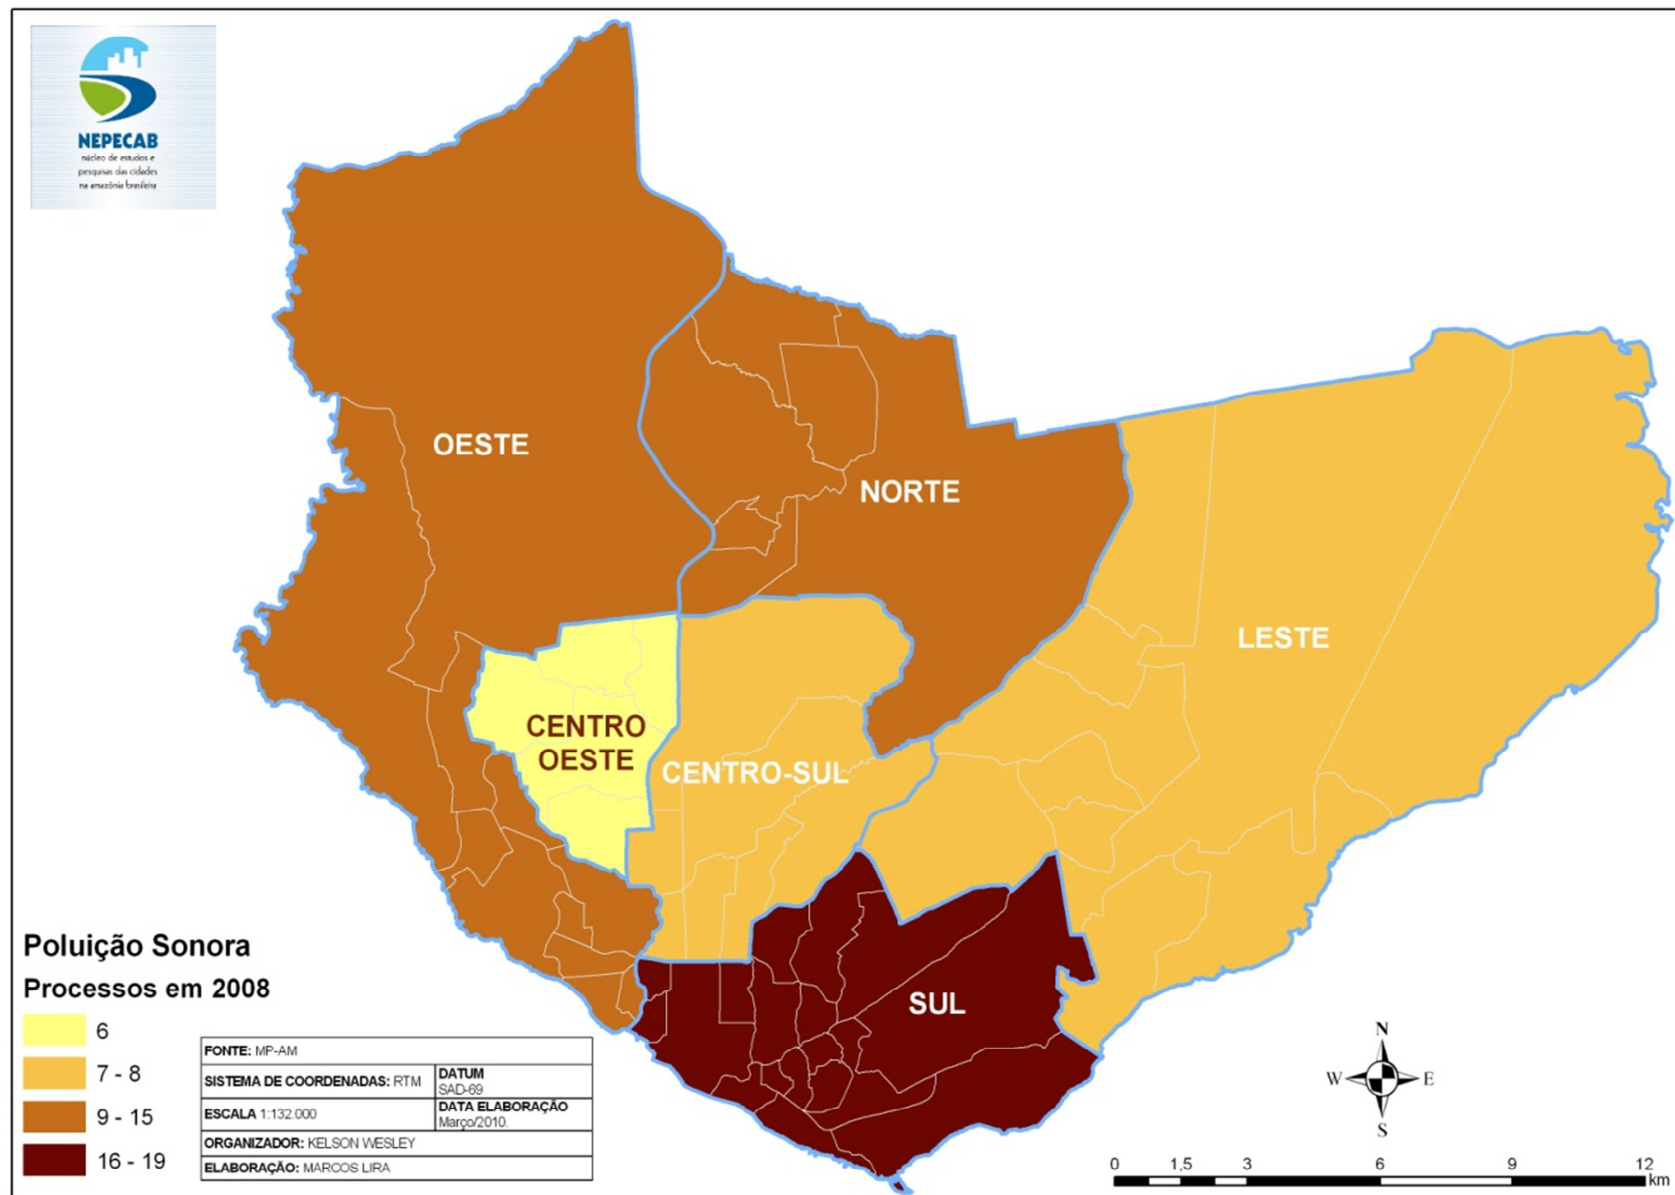 NEPECAB
núcleo de estudos e
pesquisas das cidades
na amazônia brasileira
OESTE
NORTE
LESTE
CENTRO
OESTE
CENTRO-SUL
SUL
Poluição Sonora
Processos em 2008
6
7 - 8
9 - 15
16 - 19
FONTE: MP-AM
SISTEMA DE COORDENADAS: RTM
DATUM
SAD-69
ESCALA 1:132.000
DATA ELABORAÇÃO
Março/2010.
ORGANIZADOR: KELSON WESLEY
ELABORAÇÃO: MARCOS LIRA
N
W E
S
0 1,5 3 6 9 12
km